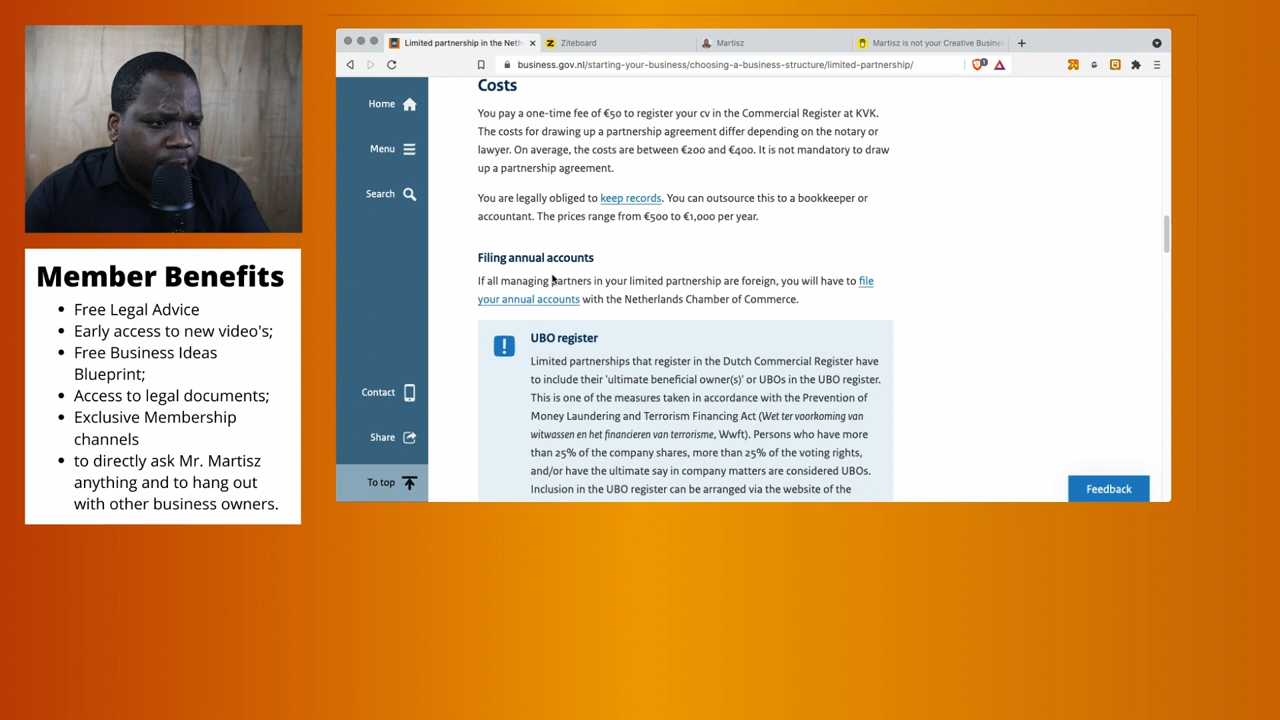 Limited partnership in the Neth
Ziteboard
Martisz
Martisz is not your Creative Busine
business.gov.nl/starting-your-business/choosing-a-business-structure/limited-partnership/
Home
Menu
Search
Contact
Share
To top
Costs
You pay a one-time fee of €50 to register your cv in the Commercial Register at KVK.
The costs for drawing up a partnership agreement differ depending on the notary or
lawyer. On average, the costs are between €200 and €400. It is not mandatory to draw
up a partnership agreement.
You are legally obliged to keep records. You can outsource this to a bookkeeper or
accountant. The prices range from €500 to €1,000 per year.
Filing annual accounts
If all managing partners in your limited partnership are foreign, you will have to file
your annual accounts with the Netherlands Chamber of Commerce.
UBO register
Limited partnerships that register in the Dutch Commercial Register have
to include their 'ultimate beneficial owner(s)' or UBOs in the UBO register.
This is one of the measures taken in accordance with the Prevention of
Money Laundering and Terrorism Financing Act (Wet ter voorkoming van
witwassen en het financieren van terrorisme, Wwft). Persons who have more
than 25% of the company shares, more than 25% of the voting rights,
and/or have the ultimate say in company matters are considered UBOs.
Inclusion in the UBO register can be arranged via the website of the
Feedback
Member Benefits
• Free Legal Advice
• Early access to new video's;
• Free Business Ideas
Blueprint;
• Access to legal documents;
• Exclusive Membership
channels
• to directly ask Mr. Martisz
anything and to hang out
with other business owners.